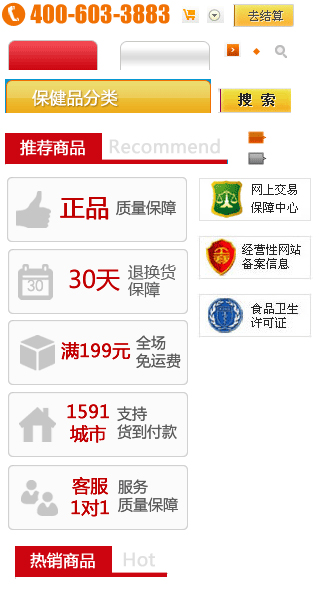 400-603-3883
去结算
保健品分类
搜 索
推荐商品 Recommend
正品 质量保障
30
30天 退换货
保障
满199元 全场
免运费
1591
城市 支持
货到付款
客服
1对1 服务
质量保障
网上交易
保障中心
经营性网站
备案信息
食品卫生
许可证
热销商品 Hot